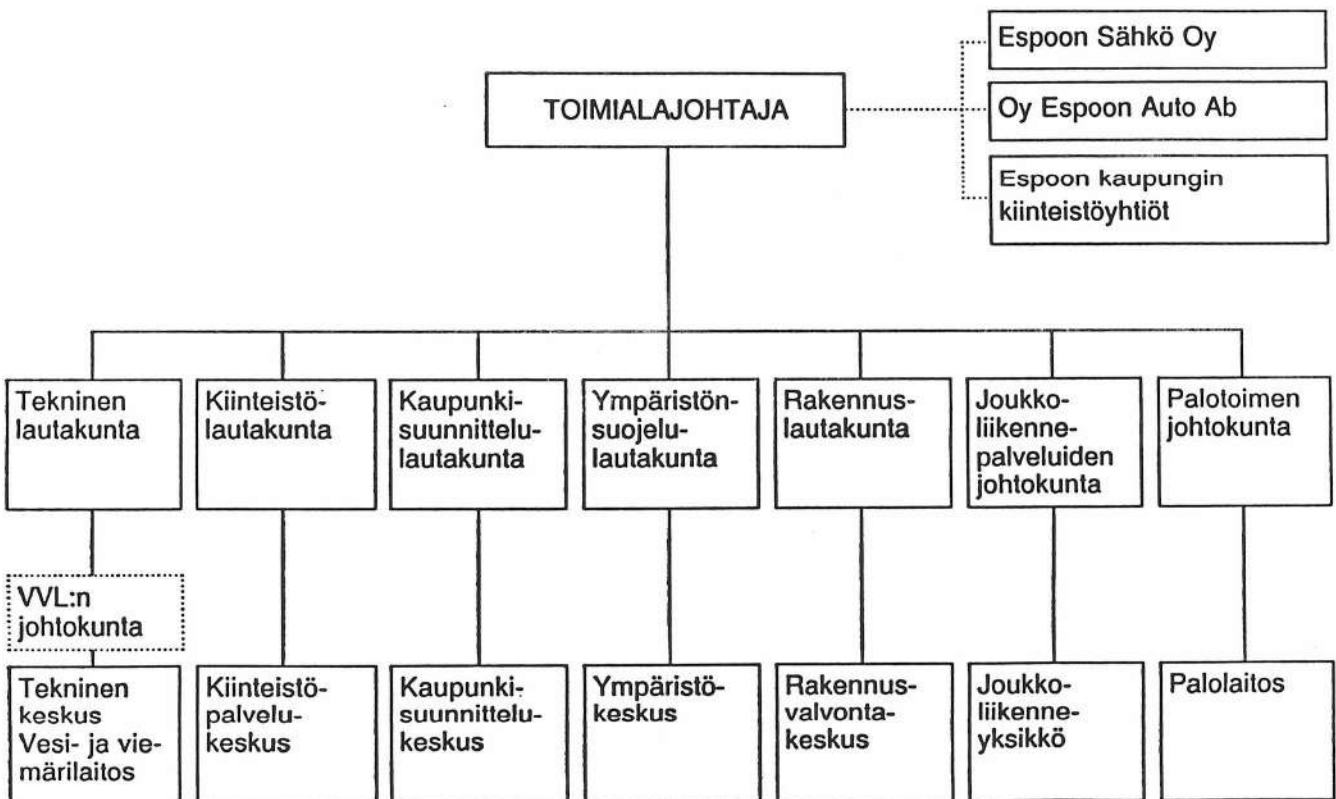 Espoon Sähkö Oy
TOIMIALAJOHTAJA
Oy Espoon Auto Ab
Espoon kaupungin
kiinteistöyhtiöt
Tekninen
lautakunta
Kiinteistö-
lautakunta
Kaupunki-
suunnittelu-
lautakunta
Ympäristön-
suojelu-
lautakunta
Rakennus-
lautakunta
Joukko-
liikenne-
palveluiden
johtokunta
Palotoimen
johtokunta
VVL:n
johtokunta
Tekninen
keskus
Vesi- ja vie-
märilaitos
Kiinteistö-
palvelu-
keskus
Kaupunki-
suunnittelu-
keskus
Ympäristö-
keskus
Rakennus-
valvonta-
keskus
Joukko-
liikenne-
yksikkö
Palolaitos